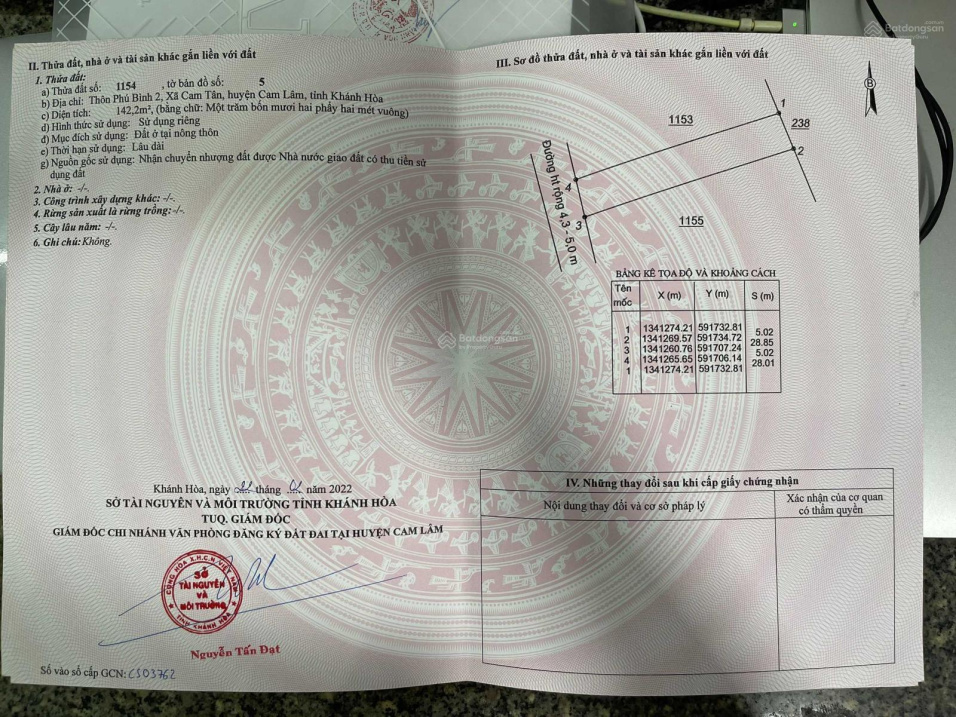 II. Thửa đất, nhà ở và tài sản khác gắn liền với đất
1. Thửa đất:
a) Thửa đất số: 1154 , tờ bản đồ số: 5
b) Địa chỉ: Thôn Phú Bình 2, Xã Cam Tân, huyện Cam Lâm, tỉnh Khánh Hòa
c) Diện tích: 142,2m², (bằng chữ: Một trăm bốn mươi hai phẩy hai mét vuông)
d) Hình thức sử dụng: Sử dụng riêng
đ) Mục đích sử dụng: Đất ở tại nông thôn
e) Thời hạn sử dụng: Lâu dài
g) Nguồn gốc sử dụng: Nhận chuyển nhượng đất được Nhà nước giao đất có thu tiền sử
dụng đất
2. Nhà ở: -/-.
3. Công trình xây dựng khác: -/-.
4. Rừng sản xuất là rừng trồng:-/-.
5. Cây lâu năm: -/-.
6. Ghi chú: Không.
Khánh Hòa, ngày tháng năm 2022
SỞ TÀI NGUYÊN VÀ MÔI TRƯỜNG TỈNH KHÁNH HÒA
TUQ. GIÁM ĐỐC
GIÁM ĐỐC CHI NHÁNH VĂN PHÒNG ĐĂNG KÝ ĐẤT ĐAI TẠI HUYỆN CAM LÂM
CỘNG HÒA X.H.C.N VIỆT NAM
SỞ
TÀI NGUYÊN
VÀ
MÔI TRƯỜNG
TỈNH KHÁNH HÒA
Nguyễn Tấn Đạt
Số vào sổ cấp GCN: CS03762
III. Sơ đồ thửa đất, nhà ở và tài sản khác gắn liền với đất
B
1
1153
238
2
Đường ht rộng 4,3 - 5,0 m
4
3
1155
BẢNG KÊ TỌA ĐỘ VÀ KHOẢNG CÁCH
Tên mốc X (m) Y (m) S (m)
1 1341274.21 591732.81
5.02
2 1341269.57 591734.72
28.85
3 1341260.76 591707.24
5.02
4 1341265.65 591706.14
28.01
1 1341274.21 591732.81
IV. Những thay đổi sau khi cấp giấy chứng nhận
Nội dung thay đổi và cơ sở pháp lý
Xác nhận của cơ quan
có thẩm quyền
Batdongsan
Batdongsan